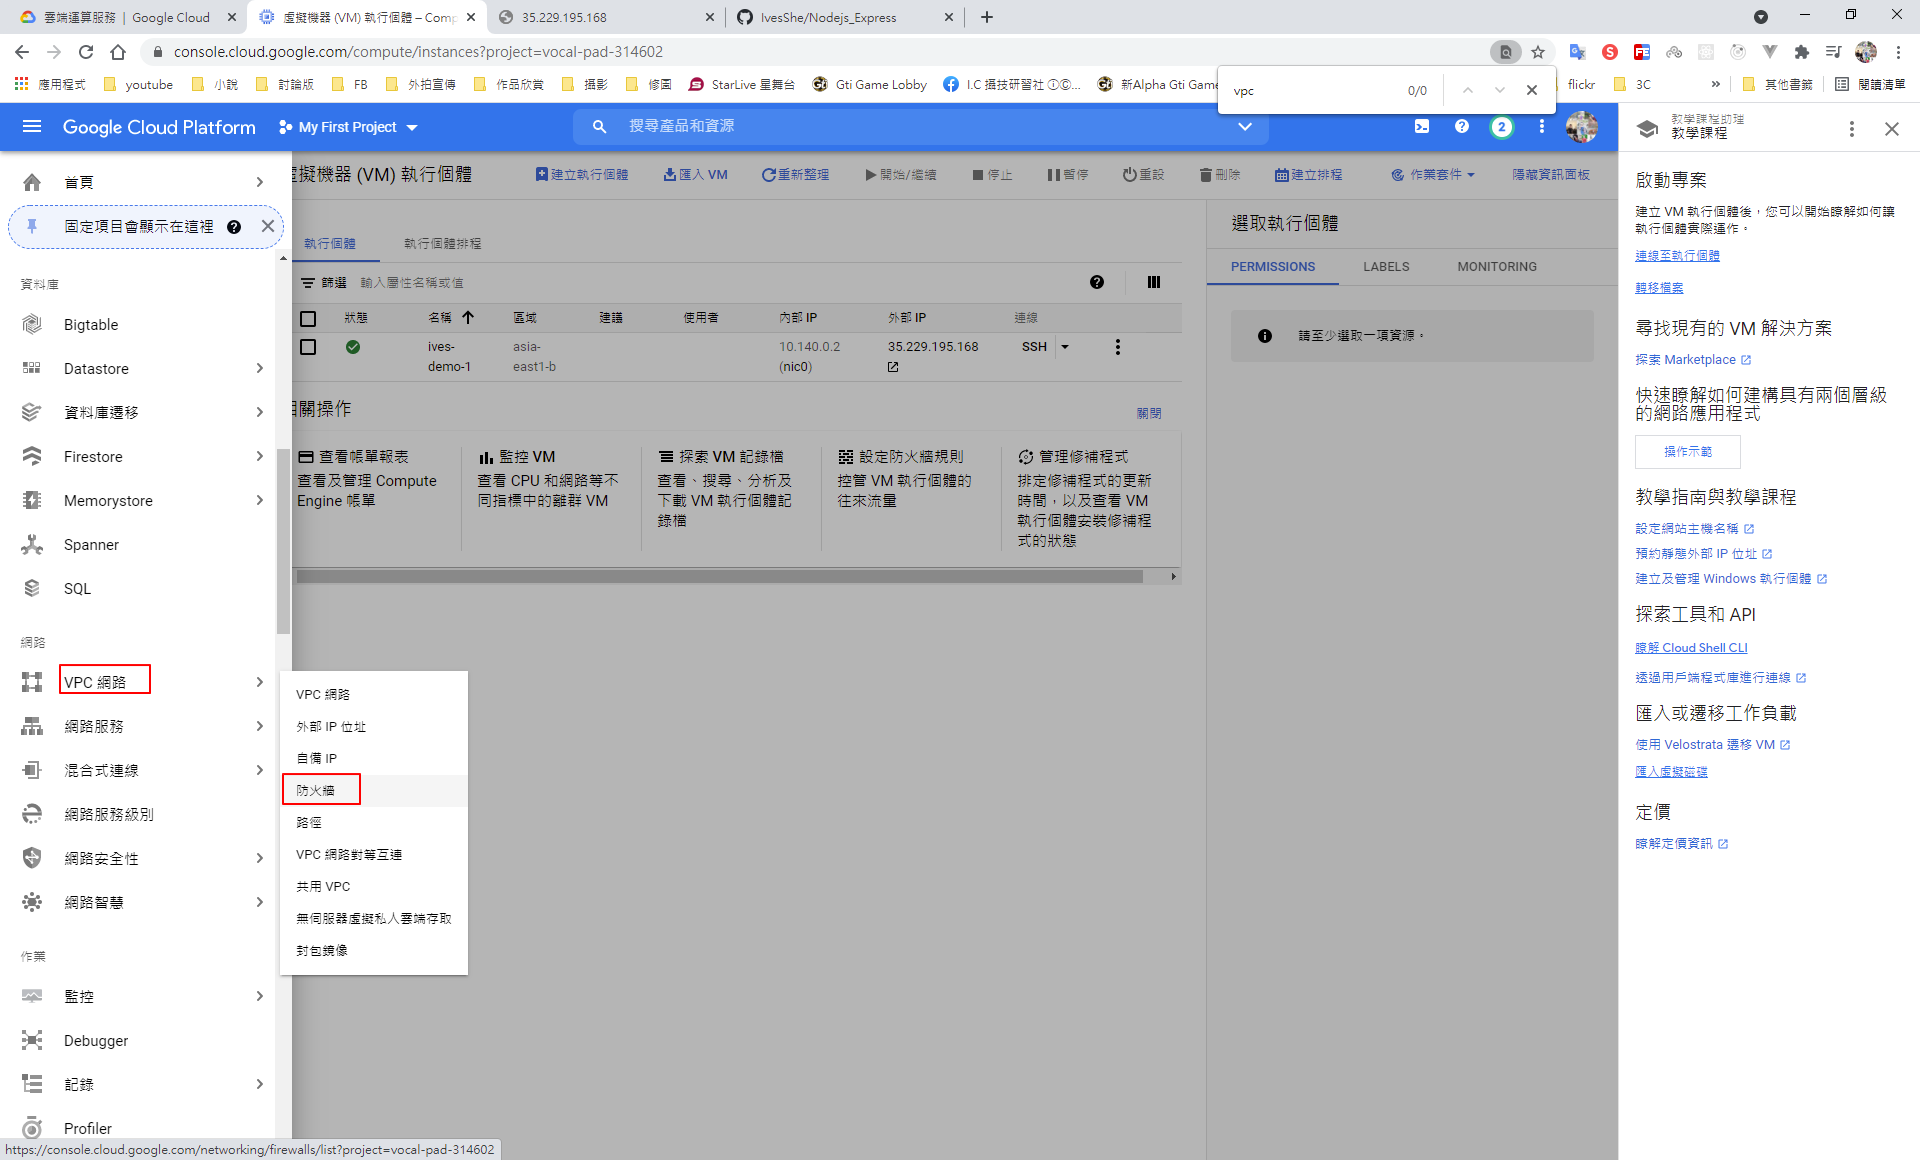 雲端運算服務 | Google Cloud
虛擬機器 (VM) 執行個體 – Comp
35.229.195.168
IvesShe/Nodejs_Express
console.cloud.google.com/compute/instances?project=vocal-pad-314602
應用程式
youtube
小說
討論版
FB
外拍宣傳
作品欣賞
攝影
修圖
StarLive 星舞台
Gti Game Lobby
I.C 攝技研習社 ①©...
新Alpha Gti Game
flickr
3C
»
其他書籤
閱讀清單
vpc
0/0
Google Cloud Platform
My First Project
搜尋產品和資源
2
教學課程助理
教學課程
首頁
固定項目會顯示在這裡
資料庫
Bigtable
Datastore
資料庫遷移
Firestore
Memorystore
Spanner
SQL
網路
VPC 網路
網路服務
混合式連線
網路服務級別
網路安全性
網路智慧
作業
監控
Debugger
記錄
Profiler
VPC 網路
外部 IP 位址
自備 IP
防火牆
路徑
VPC 網路對等互連
共用 VPC
無伺服器虛擬私人雲端存取
封包鏡像
虛擬機器 (VM) 執行個體
建立執行個體
匯入 VM
重新整理
開始/繼續
停止
暫停
重設
刪除
建立排程
作業套件
隱藏資訊面板
執行個體
執行個體排程
篩選
輸入屬性名稱或值
狀態
名稱
區域
建議
使用者
內部 IP
外部 IP
連線
ives-demo-1
asia-east1-b
10.140.0.2 (nic0)
35.229.195.168
SSH
相關操作
關閉
查看帳單報表
查看及管理 Compute
Engine 帳單
監控 VM
查看 CPU 和網路等不
同指標中的離群 VM
探索 VM 記錄檔
查看、搜尋、分析及
下載 VM 執行個體記
錄檔
設定防火牆規則
控管 VM 執行個體的
往來流量
管理修補程式
排定修補程式的更新
時間，以及查看 VM
執行個體安裝修補程
式的狀態
選取執行個體
PERMISSIONS
LABELS
MONITORING
請至少選取一項資源。
啟動專案
建立 VM 執行個體後，您可以開始瞭解如何讓
執行個體實際運作。
連線至執行個體
轉移檔案
尋找現有的 VM 解決方案
探索 Marketplace
快速瞭解如何建構具有兩個層級
的網路應用程式
操作示範
教學指南與教學課程
設定網站主機名稱
預約靜態外部 IP 位址
建立及管理 Windows 執行個體
探索工具和 API
瞭解 Cloud Shell CLI
透過用戶端程式庫進行連線
匯入或遷移工作負載
使用 Velostrata 遷移 VM
匯入虛擬磁碟
定價
瞭解定價資訊
https://console.cloud.google.com/networking/firewalls/list?project=vocal-pad-314602